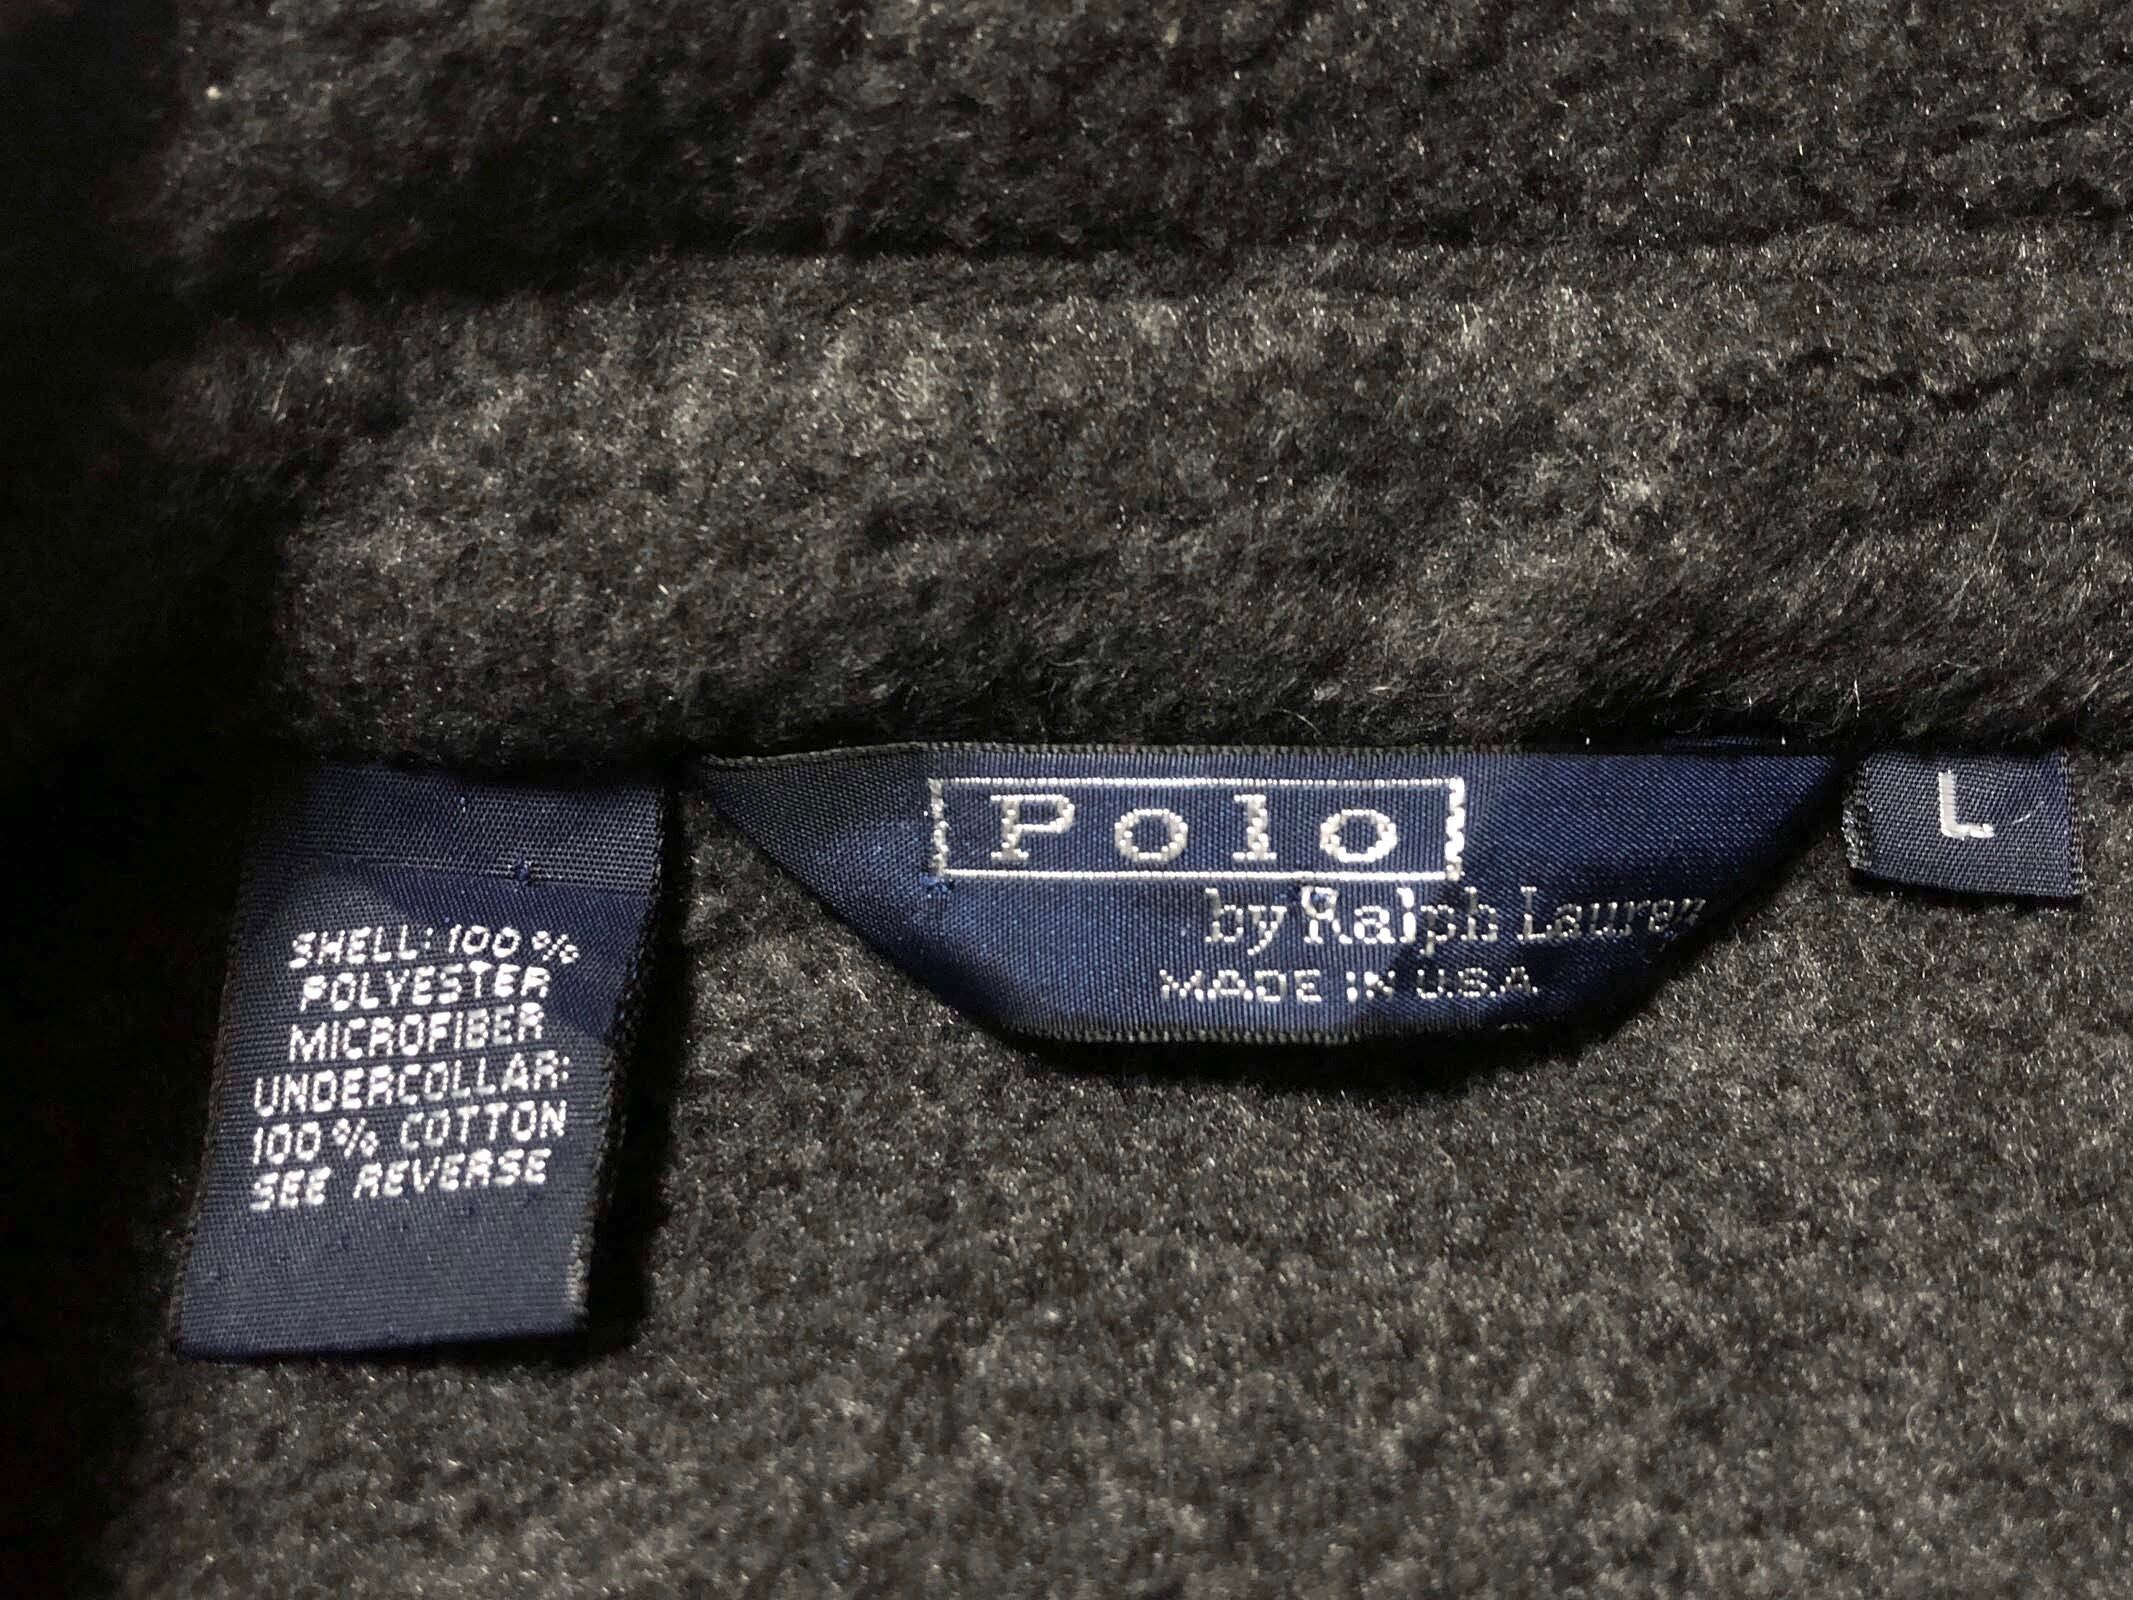 SHELL: 100%
POLYESTER
MICROFIBER
UNDERCOLLAR:
100% COTTON
SEE REVERSE
Polo
by Ralph Lauren
MADE IN U.S.A.
L